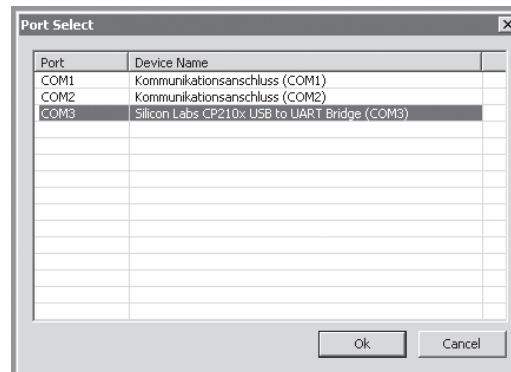 Port Select
Port Device Name
COM1 Kommunikationsanschluss (COM1)
COM2 Kommunikationsanschluss (COM2)
COM3 Silicon Labs CP210x USB to UART Bridge (COM3)
Ok Cancel